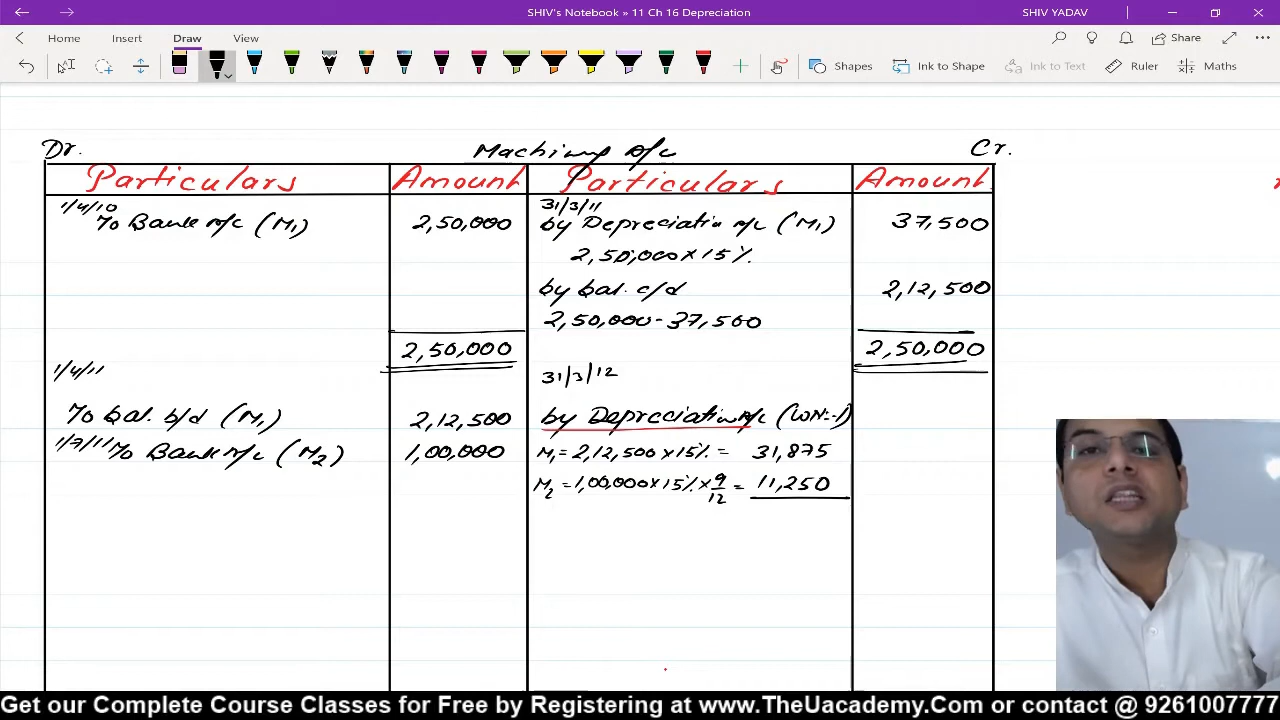 SHIV's Notebook » 11 Ch 16 Depreciation
SHIV YADAV
Home Insert Draw View
Share
Shapes
Ink to Shape
Ink to Text
Ruler
Maths
Dr. Machinery A/c Cr.
Particulars Amount Particulars Amount
1/4/10 31/3/11
To Bank A/c (M1) 2,50,000 by Depreciation A/c (M1) 37,500
2,50,000 x 15 %
by bal. c/d 2,12,500
2,50,000 - 37,500
2,50,000 2,50,000
1/4/11 31/3/12
To bal. b/d (M1) 2,12,500 by Depreciation A/c (WN-1)
1/7/11 To Bank A/c (M2) 1,00,000 M1 = 2,12,500 x 15% = 31,875
M2 = 1,00,000 x 15% x 9/12 = 11,250
Get our Complete Course Classes for Free by Registering at www.TheUacademy.Com or contact @ 9261007777